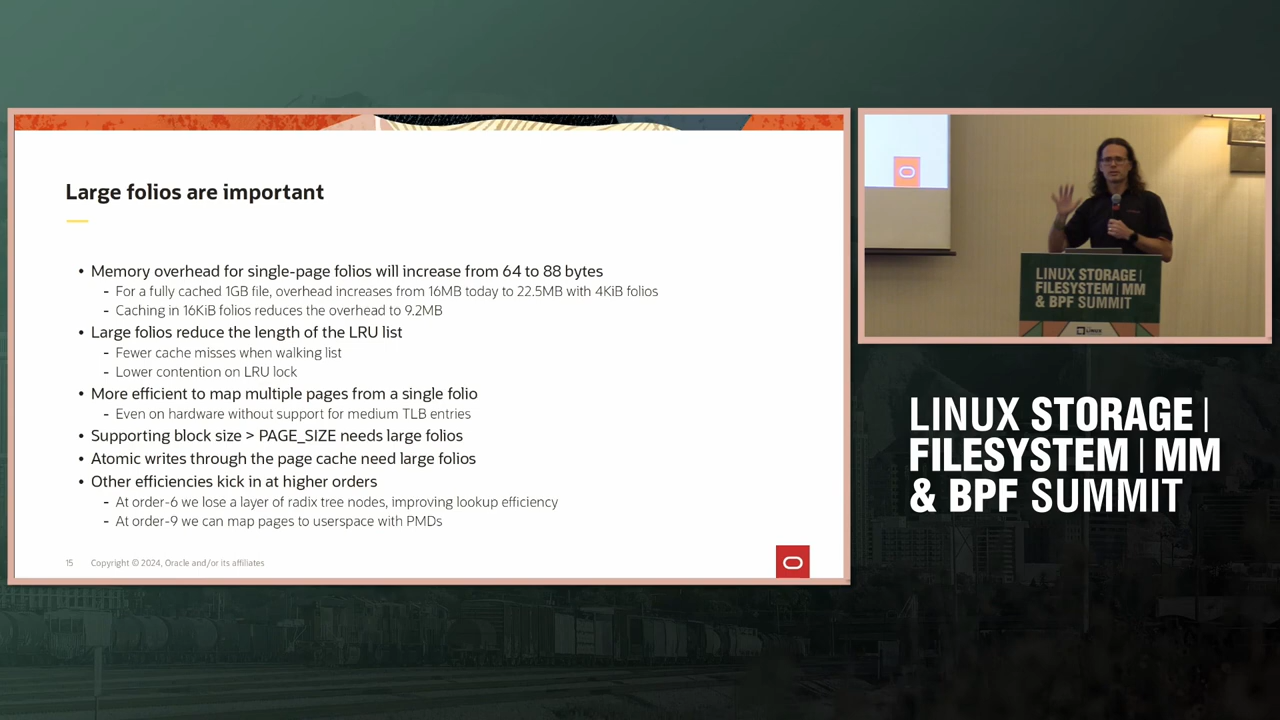 Large folios are important
• Memory overhead for single-page folios will increase from 64 to 88 bytes
- For a fully cached 1GB file, overhead increases from 16MB today to 22.5MB with 4KiB folios
- Caching in 16KiB folios reduces the overhead to 9.2MB
• Large folios reduce the length of the LRU list
- Fewer cache misses when walking list
- Lower contention on LRU lock
• More efficient to map multiple pages from a single folio
- Even on hardware without support for medium TLB entries
• Supporting block size > PAGE_SIZE needs large folios
• Atomic writes through the page cache need large folios
• Other efficiencies kick in at higher orders
- At order-6 we lose a layer of radix tree nodes, improving lookup efficiency
- At order-9 we can map pages to userspace with PMDs
15 Copyright © 2024, Oracle and/or its affiliates
LINUX STORAGE |
FILESYSTEM | MM
& BPF SUMMIT
LINUX STORAGE |
FILESYSTEM | MM
& BPF SUMMIT